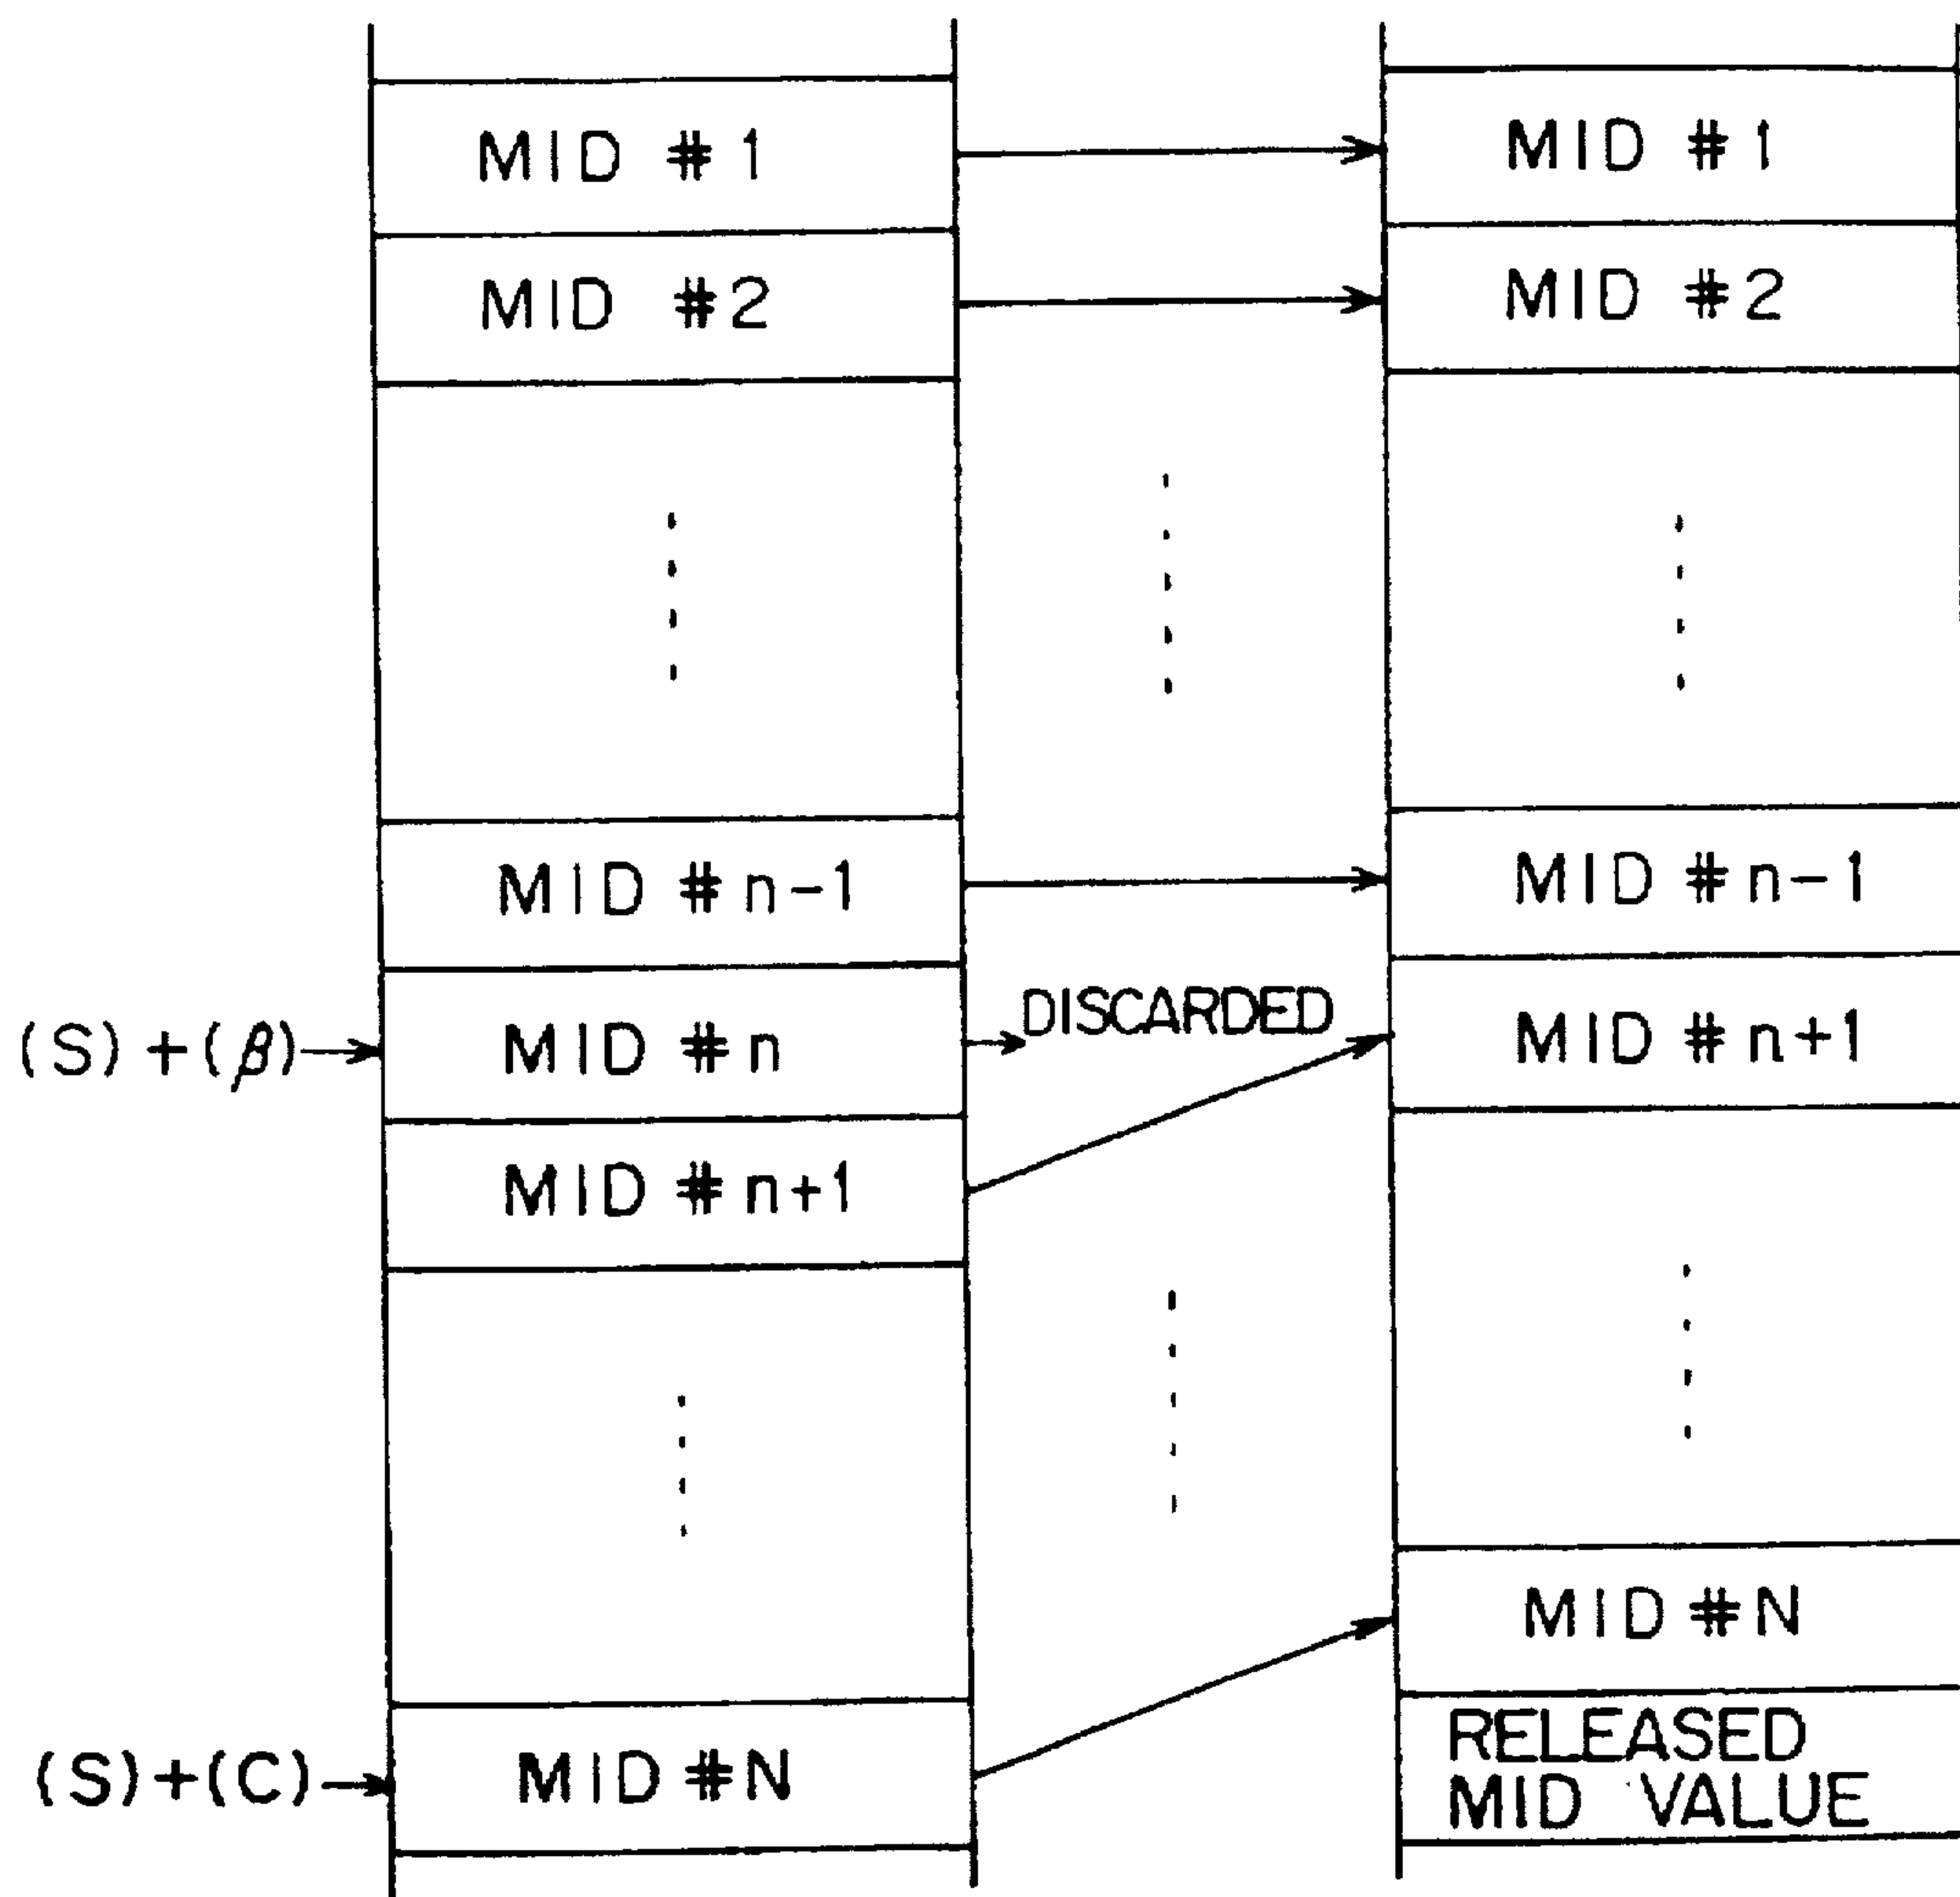 MID #1
MID #1
MID #2
MID #2
MID #n-1
MID #n-1
(S)+(β)
MID #n
DISCARDED
MID #n+1
MID #n+1
MID #N
(S)+(C)
MID #N
RELEASED
MID VALUE